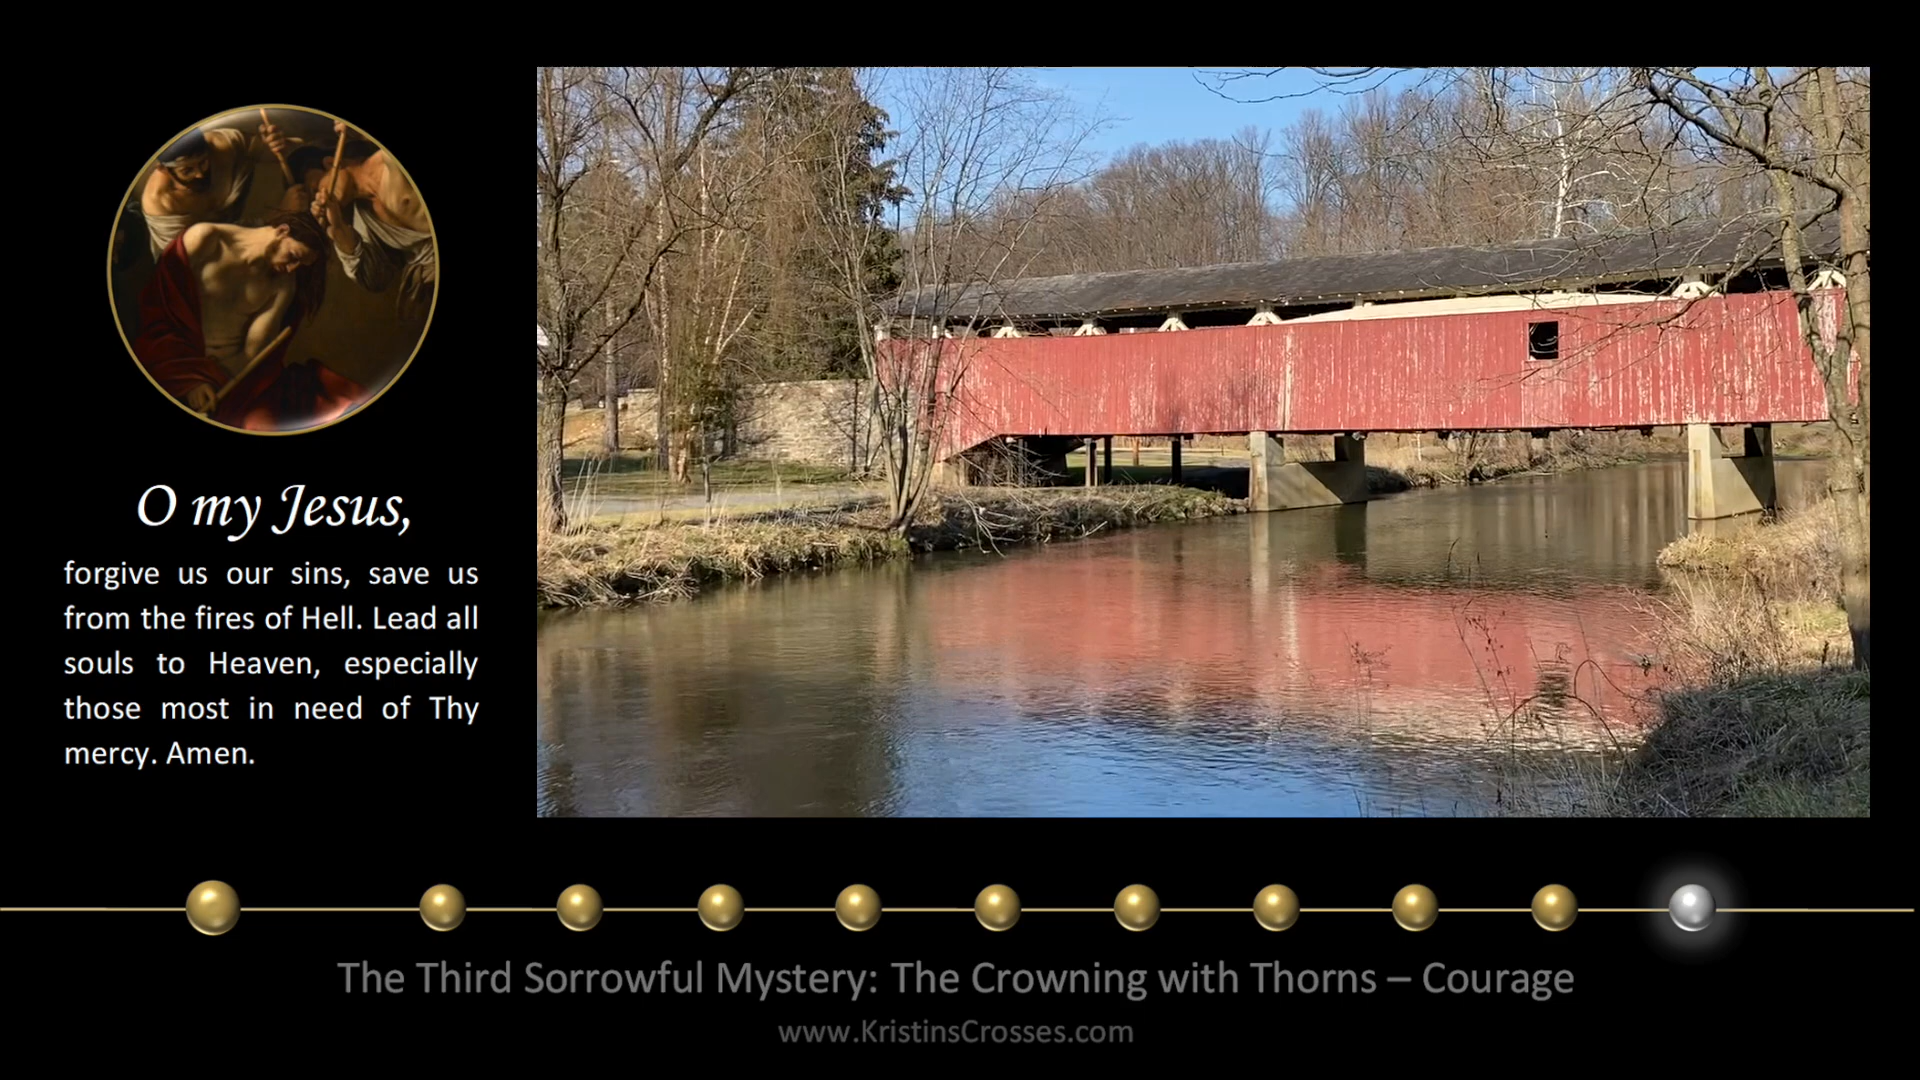 O my Jesus,
forgive us our sins, save us
from the fires of Hell. Lead all
souls to Heaven, especially
those most in need of Thy
mercy. Amen.
The Third Sorrowful Mystery: The Crowning with Thorns – Courage
www.KristinsCrosses.com